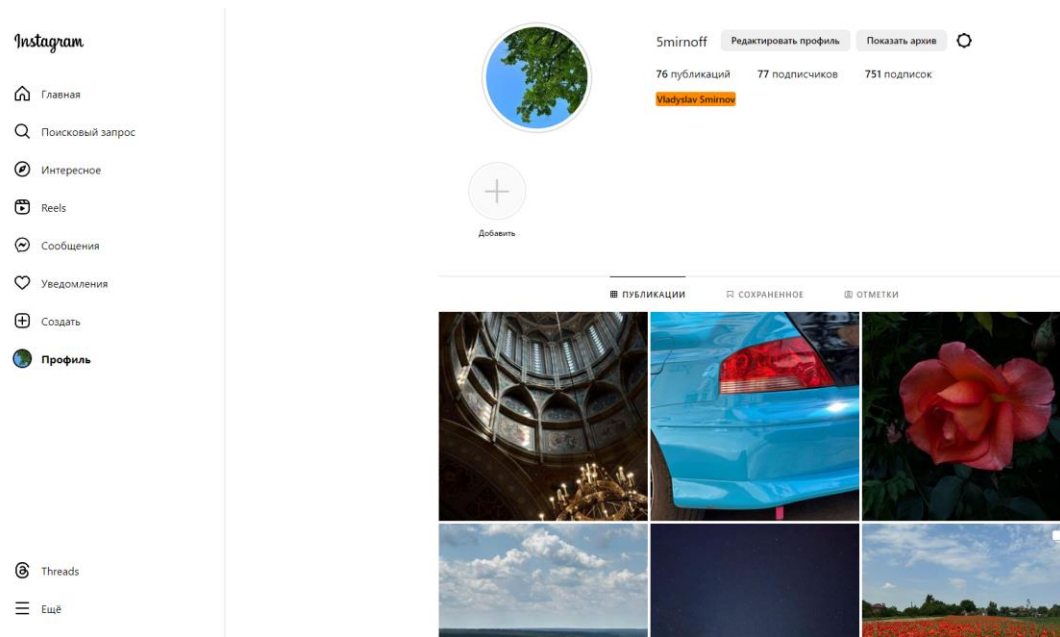 Instagram
Главная
Поисковый запрос
Интересное
Reels
Сообщения
Уведомления
Создать
Профиль
Threads
Ещё
5mirnoff Редактировать профиль Показать архив
76 публикаций 77 подписчиков 751 подписок
Vladyslav Smirnov
Добавить
ПУБЛИКАЦИИ СОХРАНЕННОЕ ОТМЕТКИ